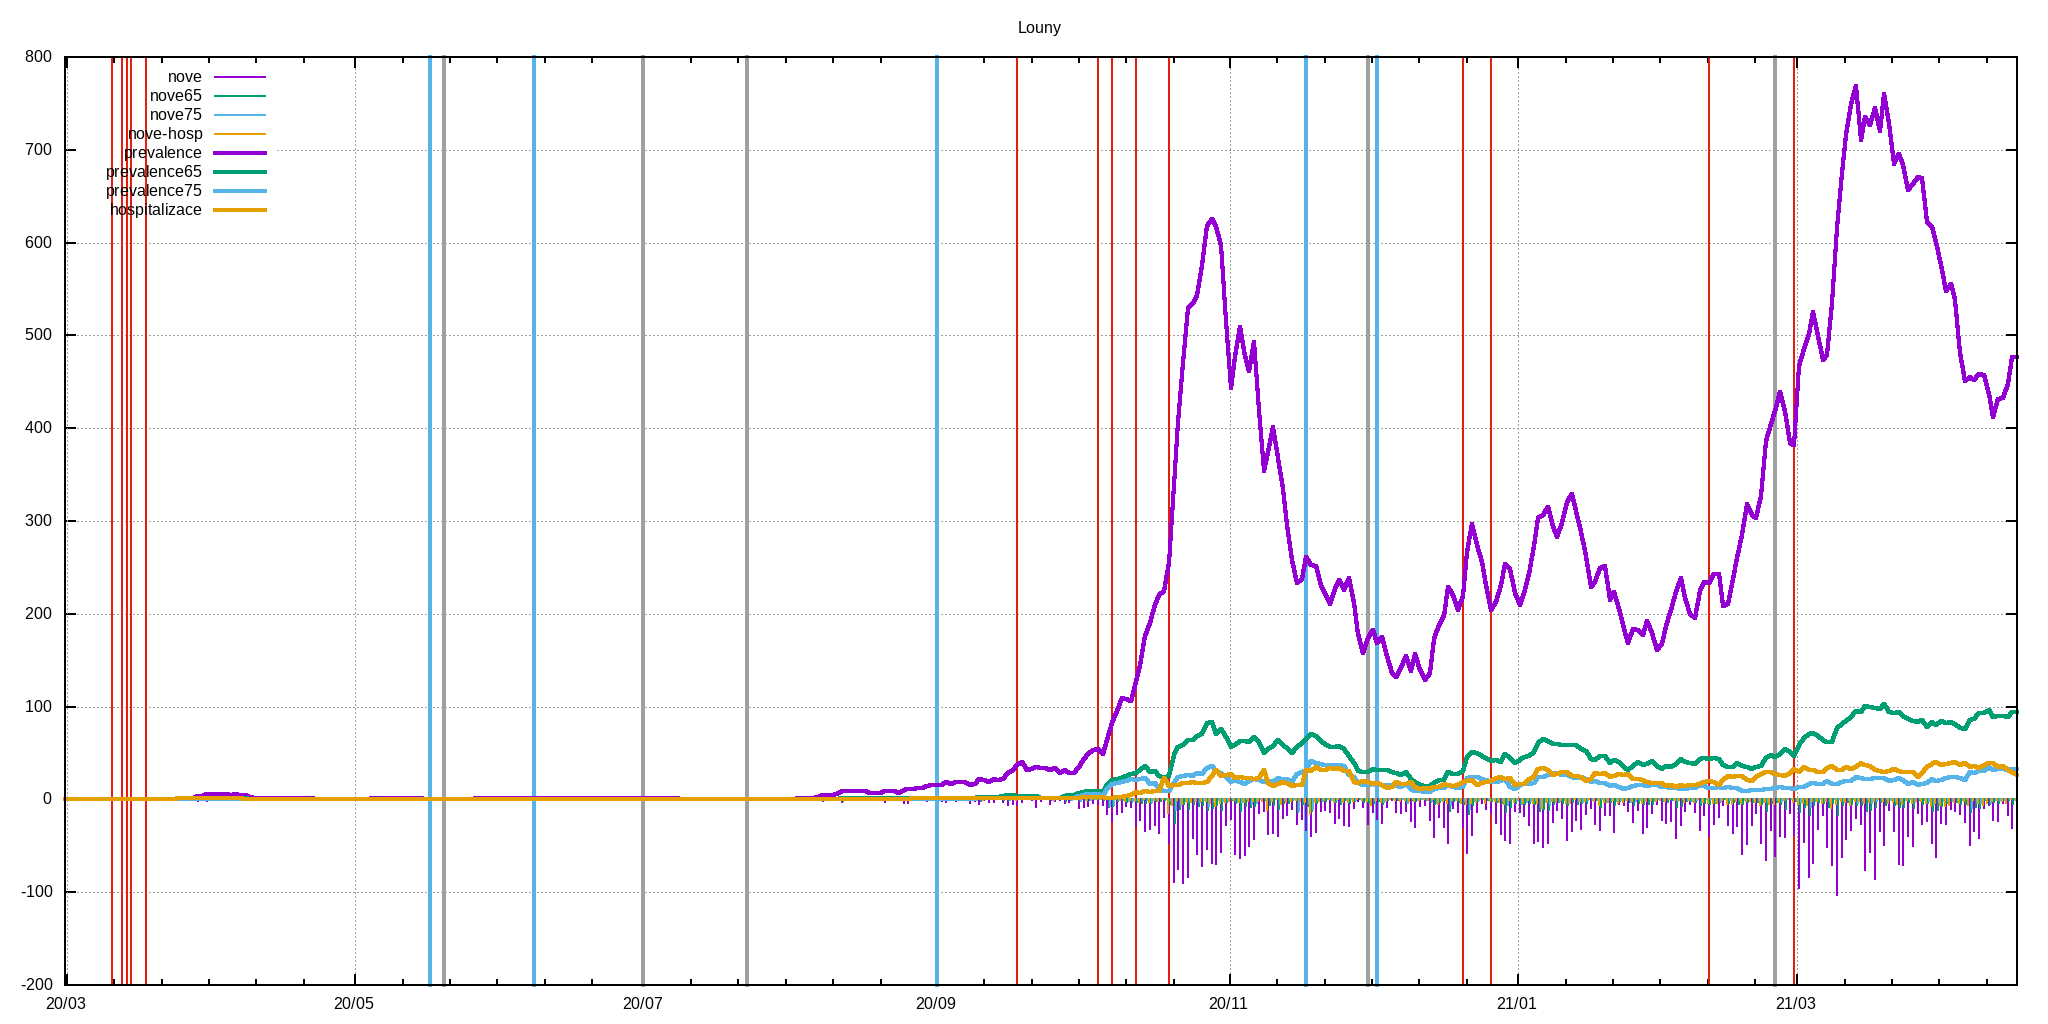 Louny
800
700
600
500
400
300
200
100
0
-100
-200
nove
nove65
nove75
nove-hosp
prevalence
prevalence65
prevalence75
hospitalizace
20/03 20/05 20/07 20/09 20/11 21/01 21/03